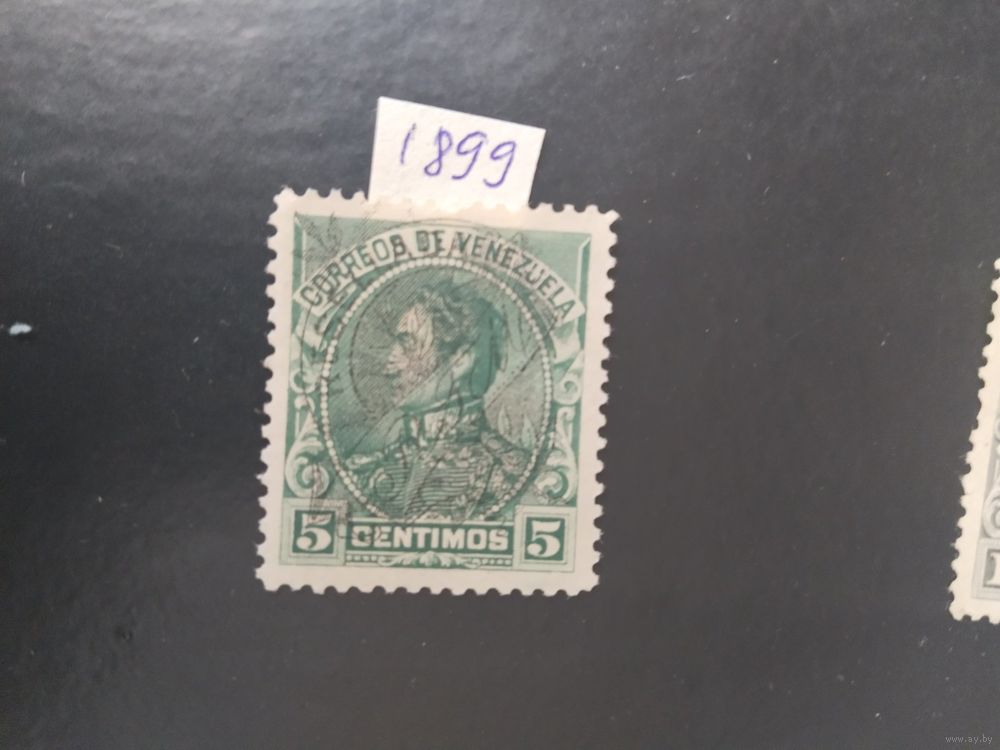 1899
CORREOS DE VENEZUELA
5 CENTIMOS 5
www.ay.by